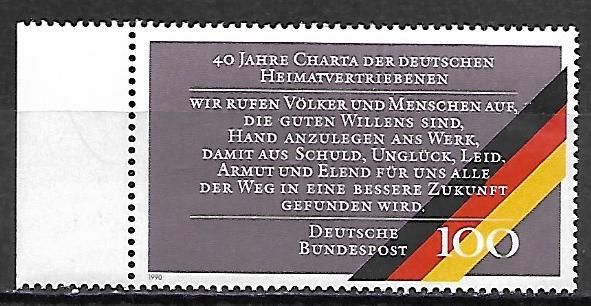 40 JAHRE CHARTA DER DEUTSCHEN
HEIMATVERTRIEBENEN
WIR RUFEN VÖLKER UND MENSCHEN AUF,
DIE GUTEN WILLENS SIND,
HAND ANZULEGEN ANS WERK,
DAMIT AUS SCHULD, UNGLÜCK, LEID,
ARMUT UND ELEND FÜR UNS ALLE
DER WEG IN EINE BESSERE ZUKUNFT
GEFUNDEN WIRD.
DEUTSCHE
BUNDESPOST 100
1990